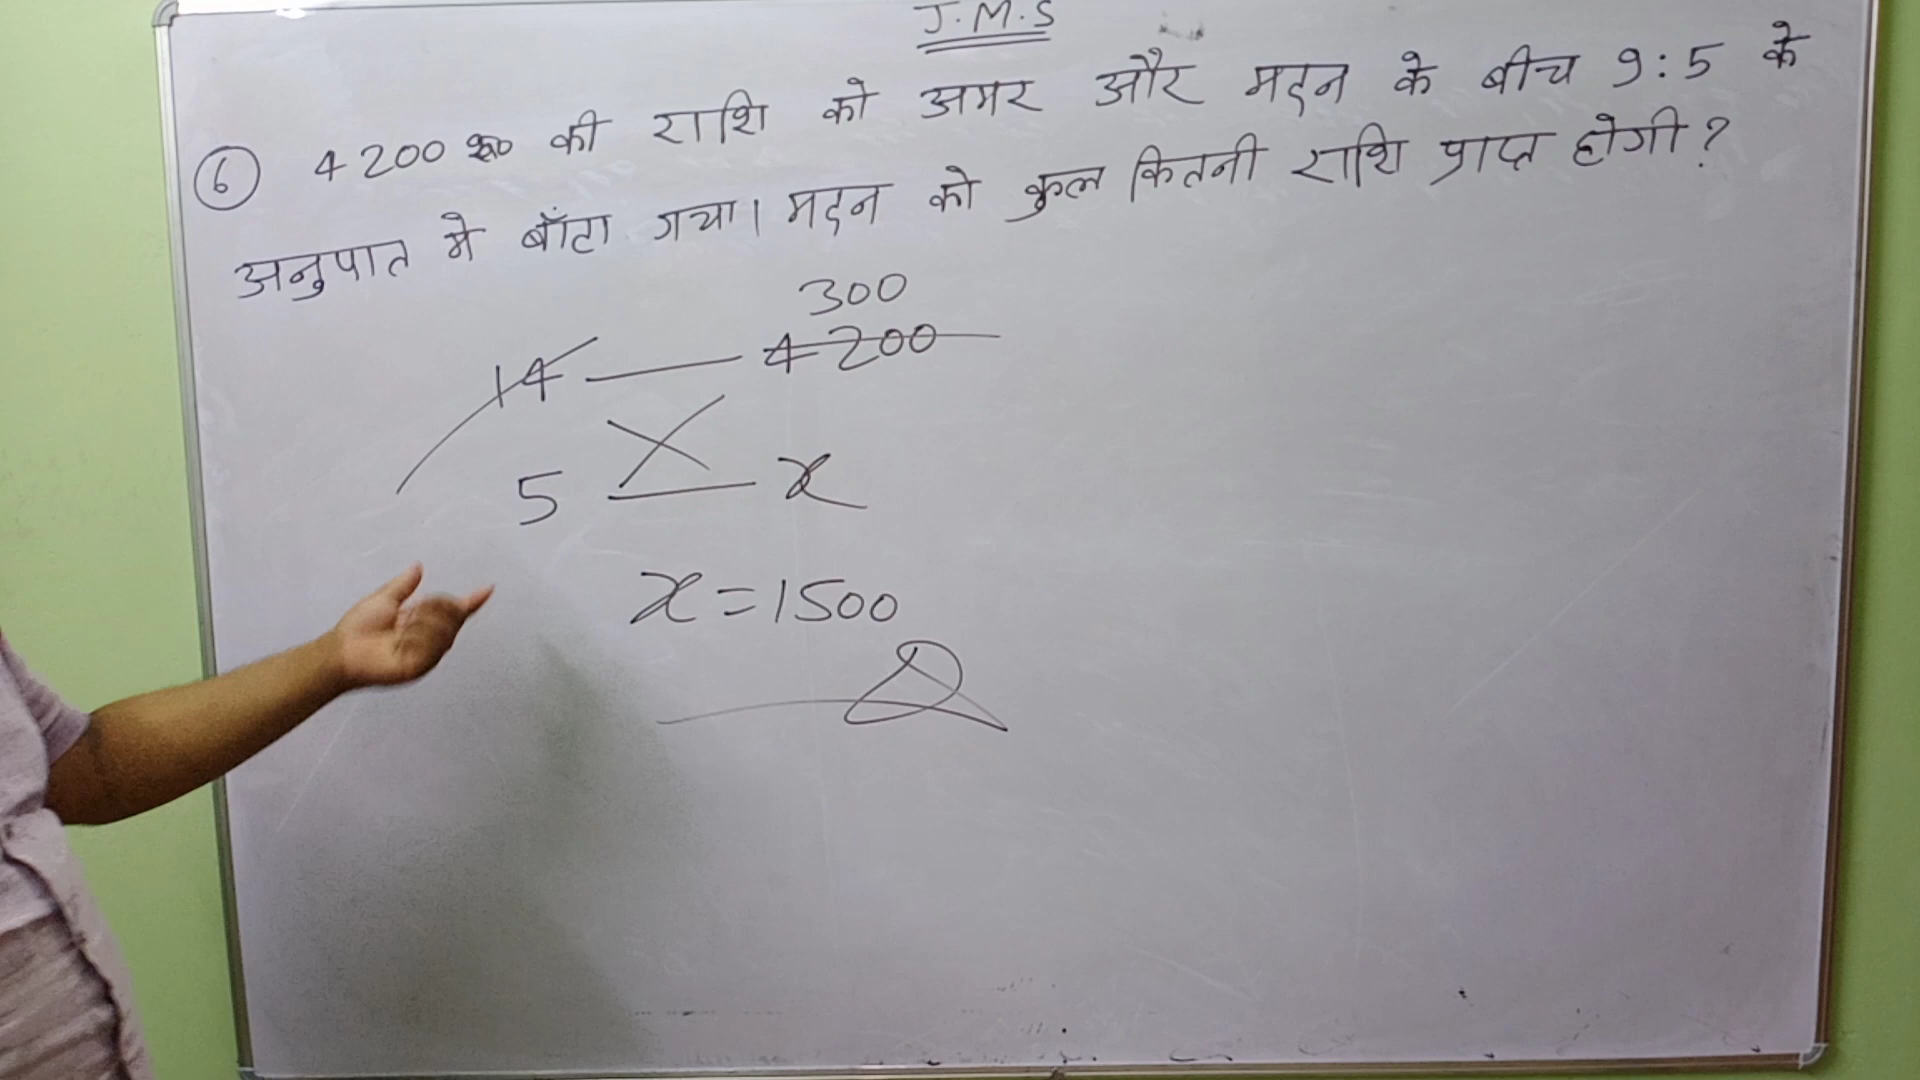 J.M.S
⑥ 4200 रू० की राशि को अमर और मदन के बीच 9:5 के
अनुपात मे बाँटा गया। मदन को कुल कितनी राशि प्राप्त होगी?
300
14 — 4200
5 — x
x = 1500